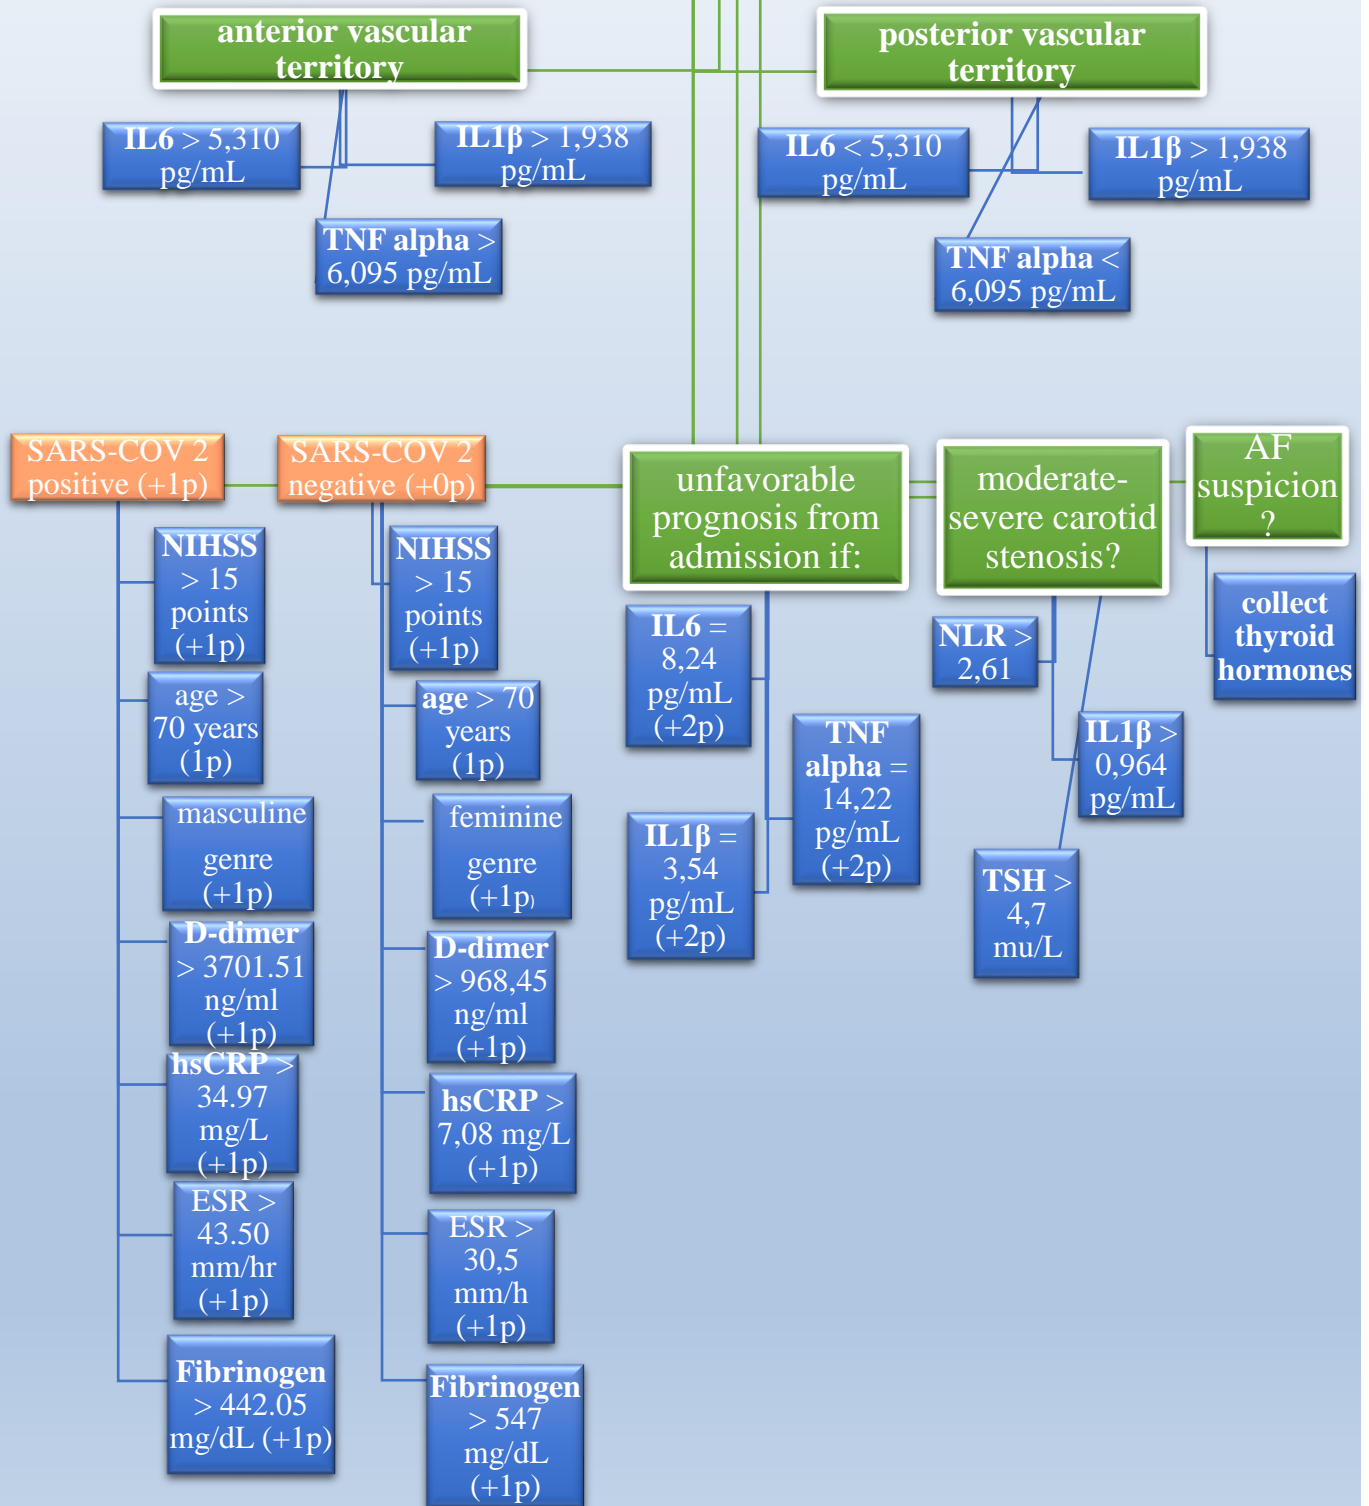 anterior vascular
territory
IL6 > 5,310
pg/mL
IL1β > 1,938
pg/mL
TNF alpha >
6,095 pg/mL
posterior vascular
territory
IL6 < 5,310
pg/mL
IL1β > 1,938
pg/mL
TNF alpha <
6,095 pg/mL
SARS-COV 2
positive (+1p)
NIHSS
> 15
points
(+1p)
age >
70 years
(1p)
masculine
genre
(+1p)
D-dimer
> 3701.51
ng/ml
(+1p)
hsCRP >
34.97
mg/L
(+1p)
ESR >
43.50
mm/hr
(+1p)
Fibrinogen
> 442.05
mg/dL (+1p)
SARS-COV 2
negative (+0p)
NIHSS
> 15
points
(+1p)
age > 70
years
(1p)
feminine
genre
(+1p)
D-dimer
> 968,45
ng/ml
(+1p)
hsCRP >
7,08 mg/L
(+1p)
ESR >
30,5
mm/h
(+1p)
Fibrinogen
> 547
mg/dL
(+1p)
unfavorable
prognosis from
admission if:
IL6 =
8,24
pg/mL
(+2p)
TNF
alpha =
14,22
pg/mL
(+2p)
IL1β =
3,54
pg/mL
(+2p)
moderate-
severe carotid
stenosis?
NLR >
2,61
IL1β >
0,964
pg/mL
TSH >
4,7
mu/L
AF
suspicion
?
collect
thyroid
hormones